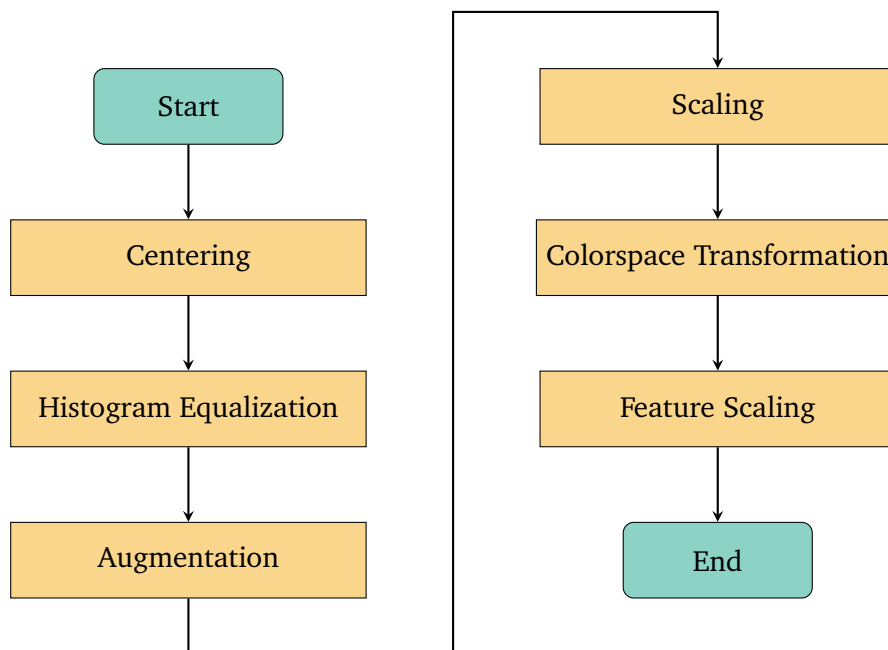 Start
Centering
Histogram Equalization
Augmentation
Scaling
Colorspace Transformation
Feature Scaling
End